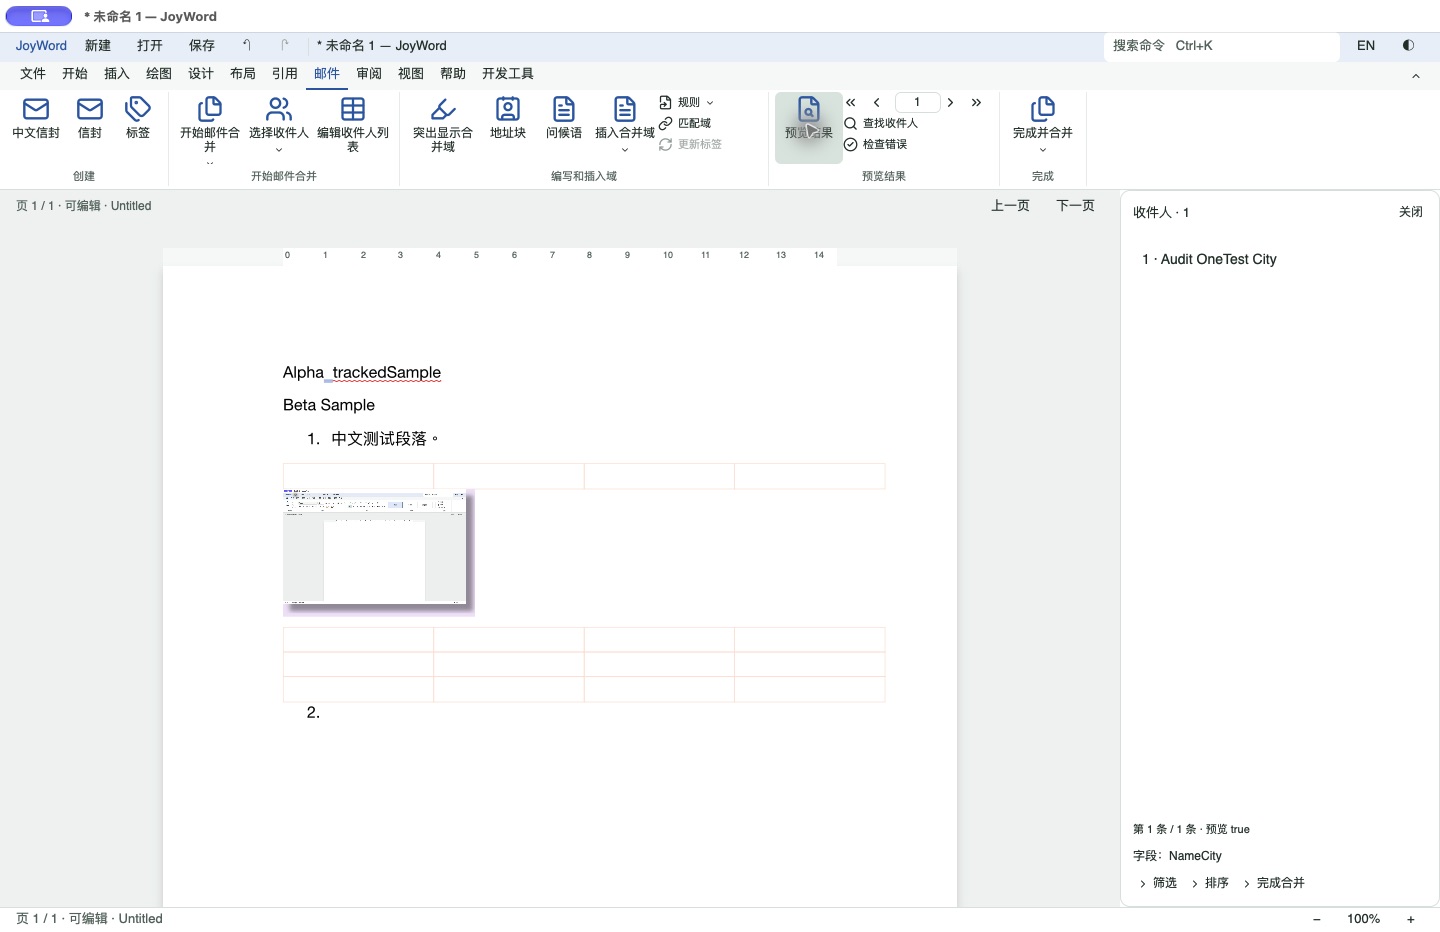 * 未命名 1 — JoyWord
JoyWord 新建 打开 保存 * 未命名 1 — JoyWord 搜索命令 Ctrl+K EN
文件 开始 插入 绘图 设计 布局 引用 邮件 审阅 视图 帮助 开发工具
中文信封 信封 标签
创建
开始邮件合并 选择收件人 编辑收件人列表
开始邮件合并
突出显示合并域 地址块 问候语 插入合并域
规则
匹配域
更新标签
编写和插入域
预览结果
1
查找收件人
检查错误
预览结果
完成并合并
完成
页 1 / 1 · 可编辑 · Untitled 上一页 下一页
收件人 · 1 关闭
1 · Audit OneTest City
0 1 2 3 4 5 6 7 8 9 10 11 12 13 14
Alpha_trackedSample
Beta Sample
1. 中文测试段落。
2.
第 1 条 / 1 条 · 预览 true
字段：NameCity
筛选 排序 完成合并
页 1 / 1 · 可编辑 · Untitled − 100% +